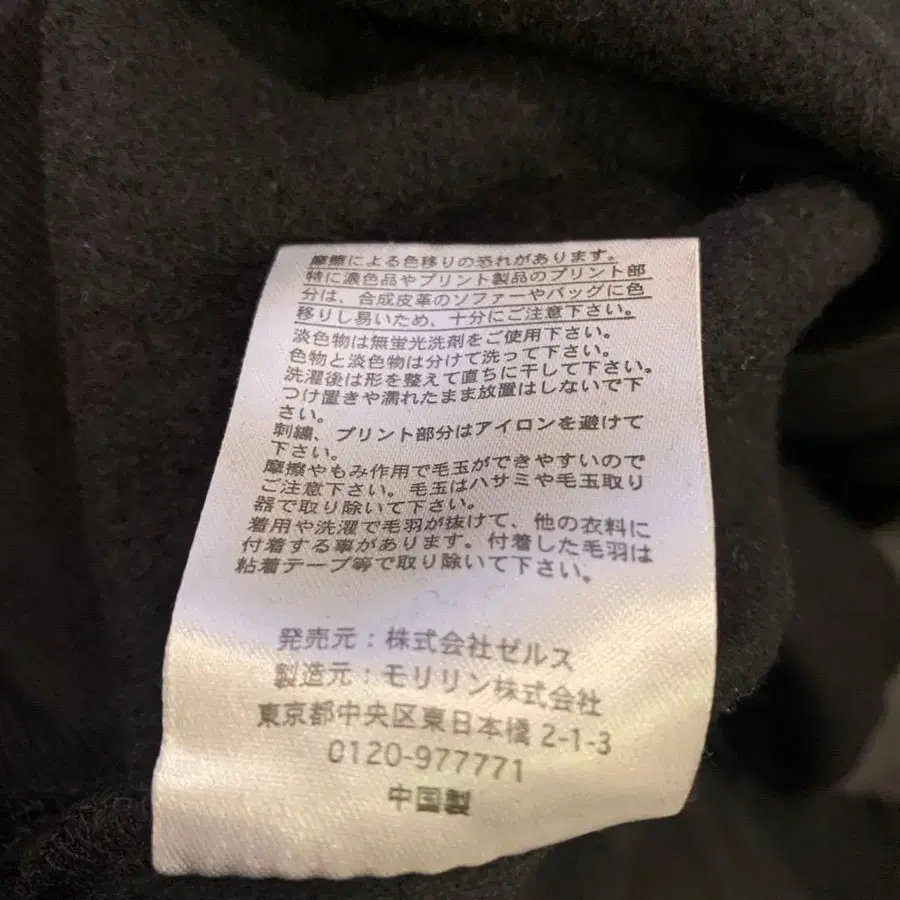 摩擦による色移りの恐れがあります。
特に濃色品やプリント製品のプリント部
分は、合成皮革のソファーやバッグに色
移りし易いため、十分にご注意下さい。
淡色物は無蛍光洗剤をご使用下さい。
色物と淡色物は分けて洗って下さい。
洗濯後は形を整えて直ちに干して下さい。
つけ置きや濡れたまま放置はしないで下
さい。
刺繍、プリント部分はアイロンを避けて
下さい。
摩擦やもみ作用で毛玉ができやすいので
ご注意下さい。毛玉はハサミや毛玉取り
器で取り除いて下さい。
着用や洗濯で毛羽が抜けて、他の衣料に
付着する事があります。付着した毛羽は
粘着テープ等で取り除いて下さい。
発売元：株式会社ゼルス
製造元：モリリン株式会社
東京都中央区東日本橋 2-1-3
0120-977771
中国製